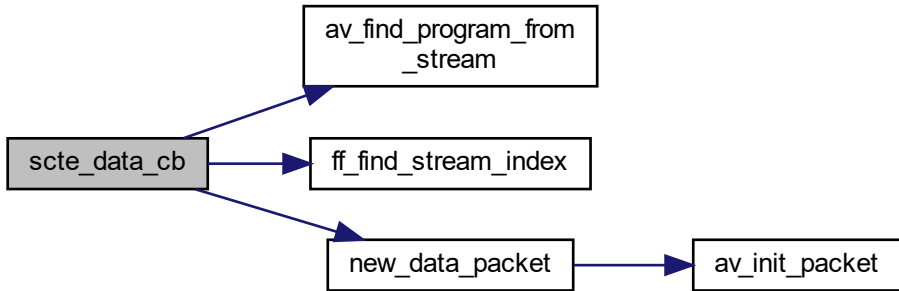 av_find_program_from
_stream
scte_data_cb
ff_find_stream_index
new_data_packet
av_init_packet